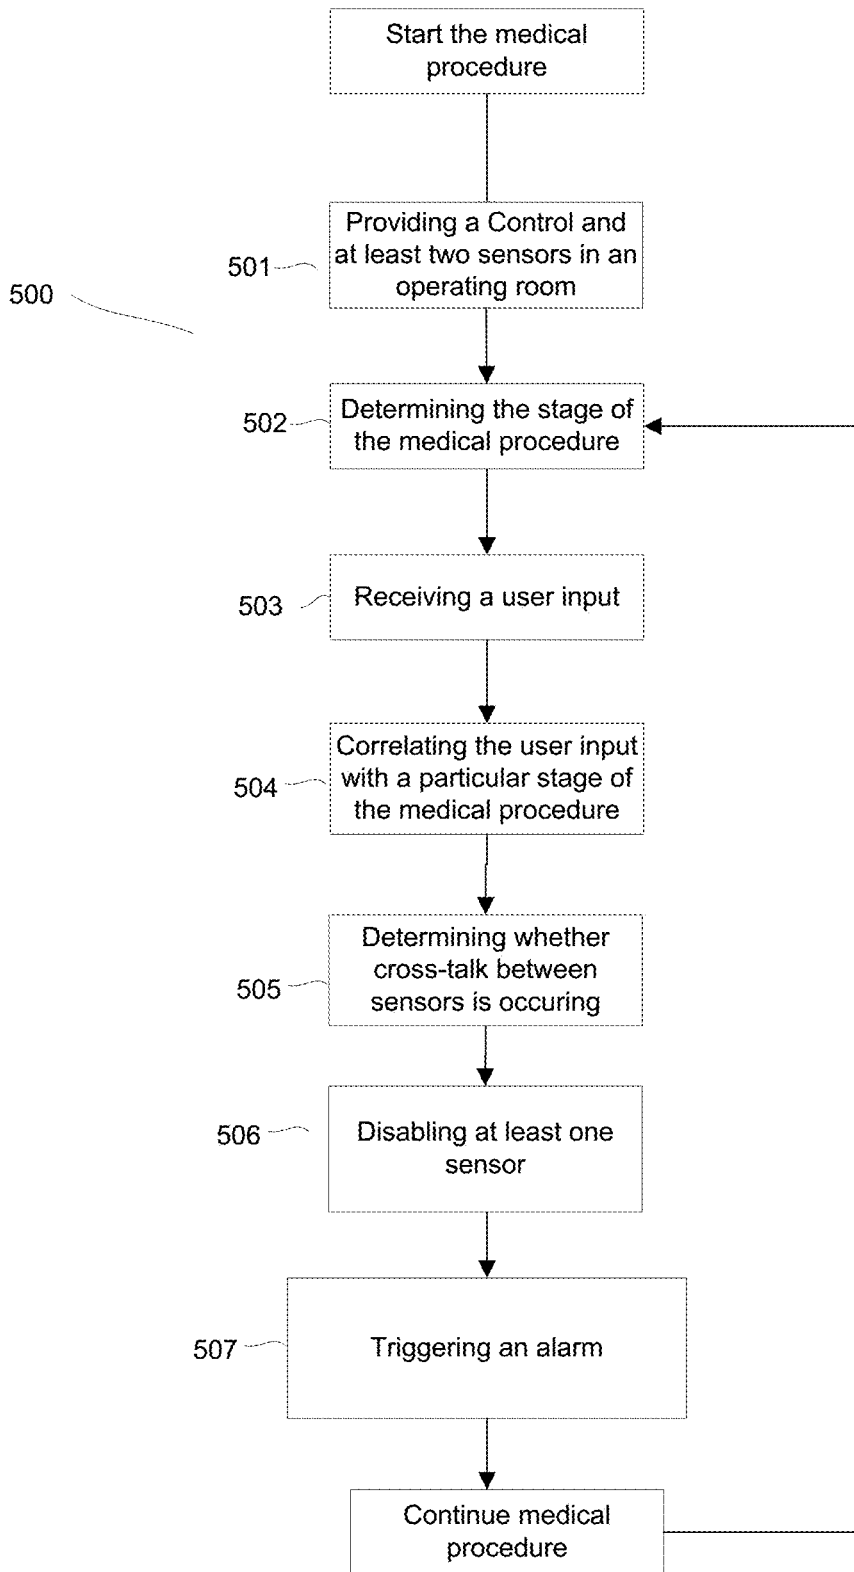 Start the medical
procedure
Providing a Control and
at least two sensors in an
operating room
501
500
Determining the stage of
the medical procedure
502
Receiving a user input
503
Correlating the user input
with a particular stage of
the medical procedure
504
Determining whether
cross-talk between
sensors is occuring
505
Disabling at least one
sensor
506
Triggering an alarm
507
Continue medical
procedure